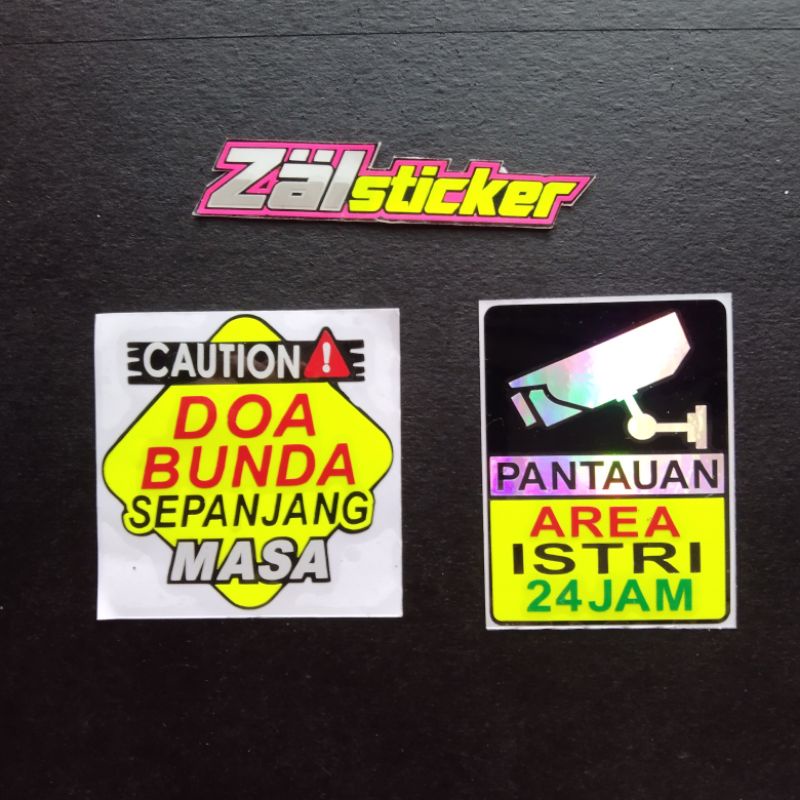 Zälsticker
CAUTION !
DOA
BUNDA
SEPANJANG
MASA
PANTAUAN
AREA
ISTRI
24JAM